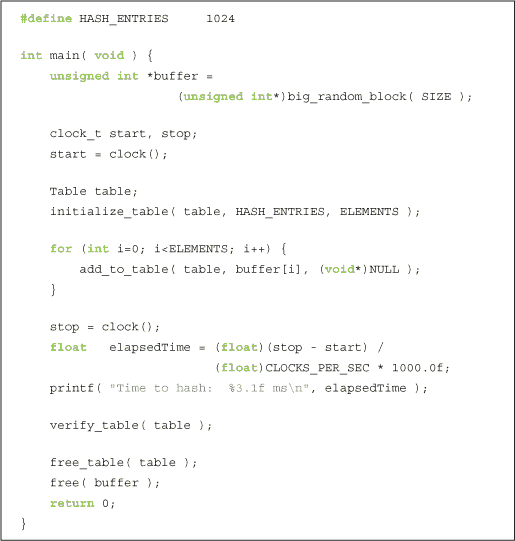 #define HASH_ENTRIES     1024
int main( void ) {
    unsigned int *buffer =
                     (unsigned int*)big_random_block( SIZE );
    clock_t start, stop;
    start = clock();
    Table table;
    initialize_table( table, HASH_ENTRIES, ELEMENTS );
    for (int i=0; i<ELEMENTS; i++) {
        add_to_table( table, buffer[i], (void*)NULL );
    }
    stop = clock();
    float   elapsedTime = (float)(stop - start) /
                          (float)CLOCKS_PER_SEC * 1000.0f;
    printf( "Time to hash:  %3.1f ms\n", elapsedTime );
    verify_table( table );
    free_table( table );
    free( buffer );
    return 0;
}